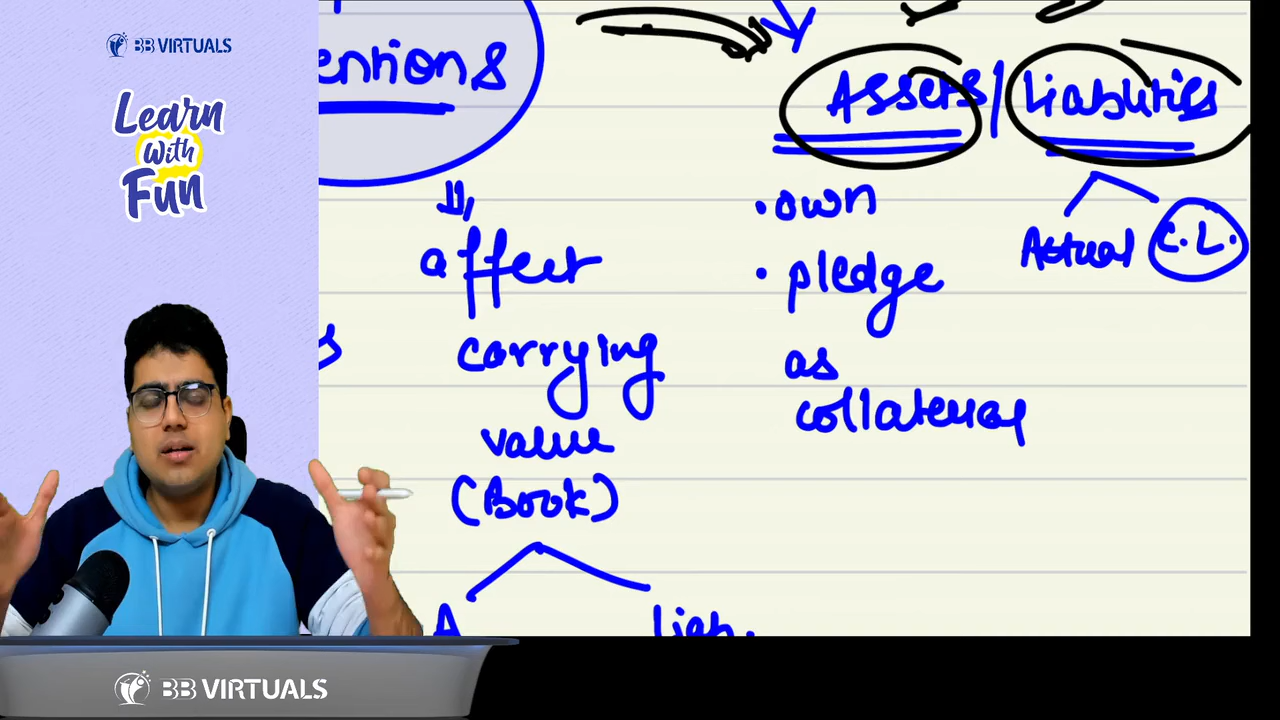 BB VIRTUALS
Learn
With
Fun
entions
Assets/Liabilities
• own
Actual C.L.
• pledge
as
collateral
affect
carrying
value
(Book)
A Liab.
BB VIRTUALS